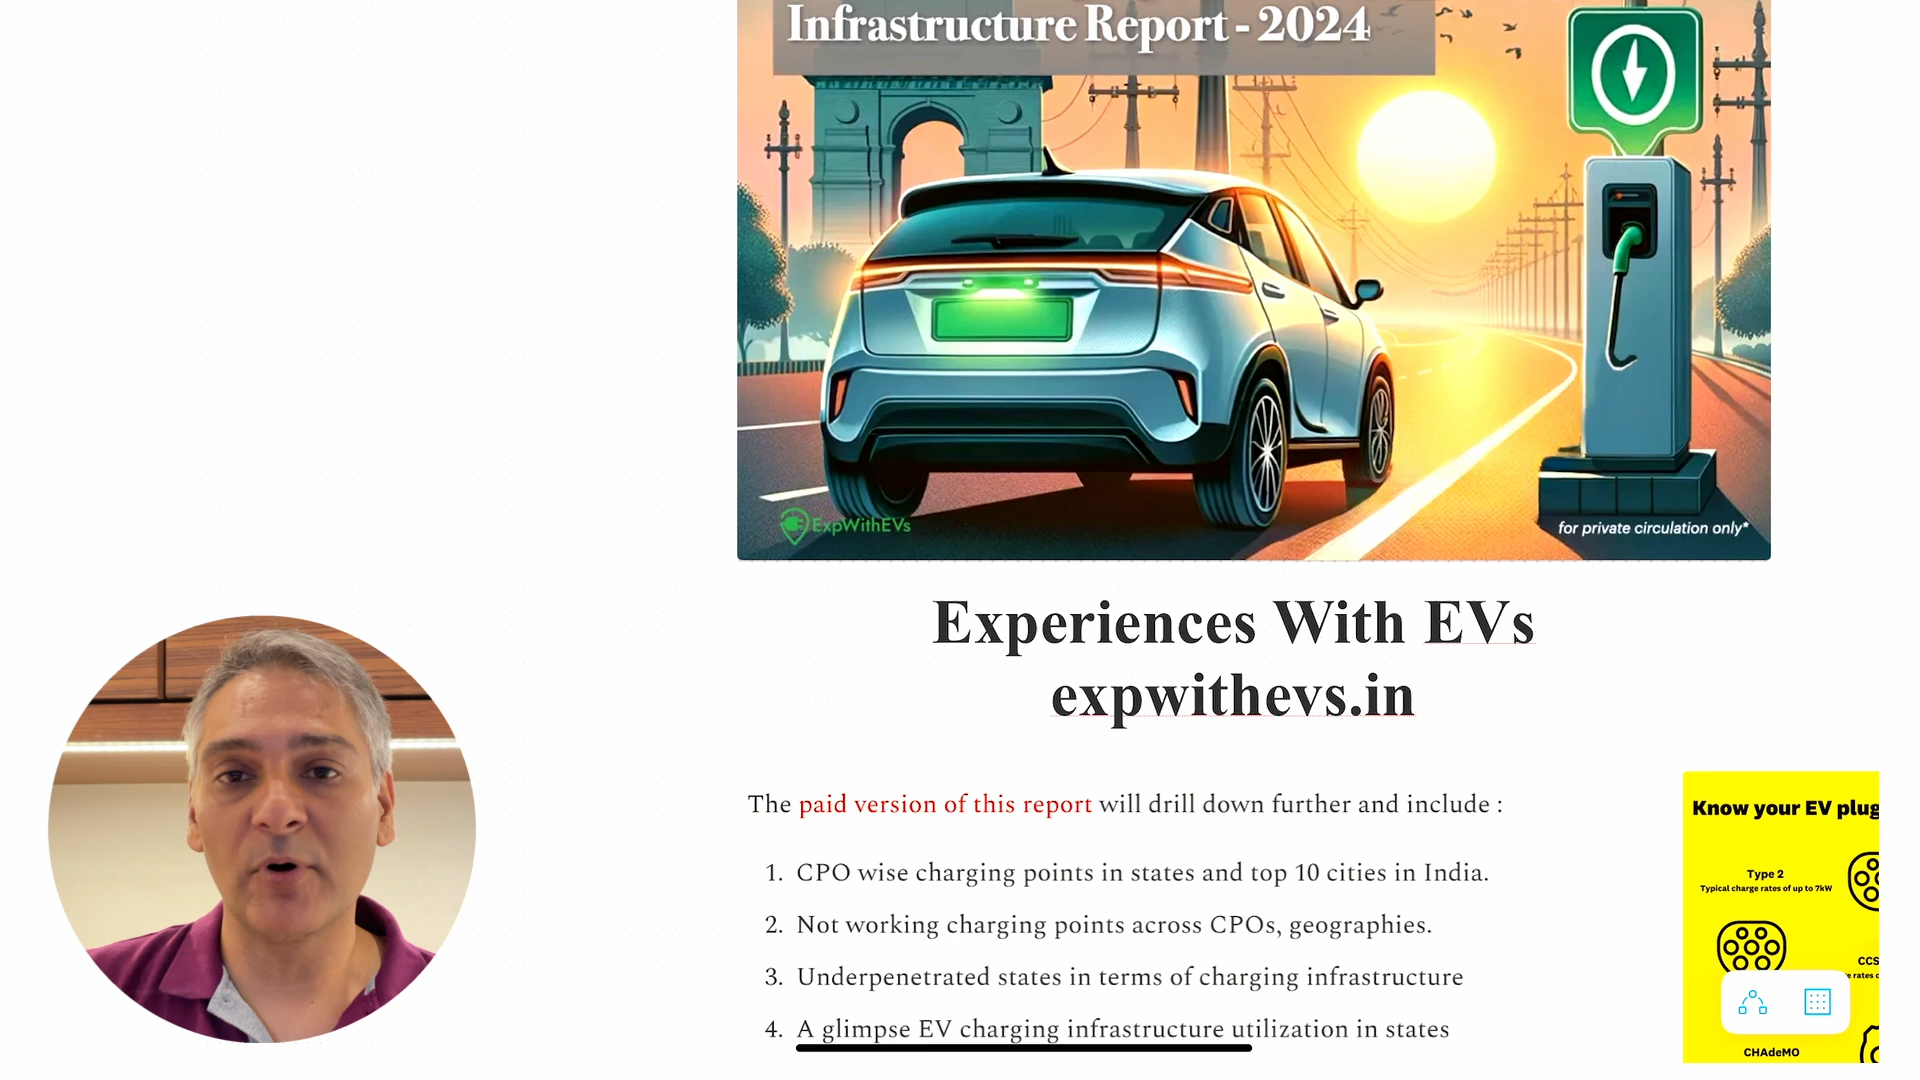 Infrastructure Report - 2024
ExpWithEVs
for private circulation only*
Experiences With EVs
expwithevs.in
The paid version of this report will drill down further and include :
1. CPO wise charging points in states and top 10 cities in India.
2. Not working charging points across CPOs, geographies.
3. Underpenetrated states in terms of charging infrastructure
4. A glimpse EV charging infrastructure utilization in states
Know your EV plug
Type 2
Typical charge rates of up to 7kW
CCS
rates
CHAdeMO